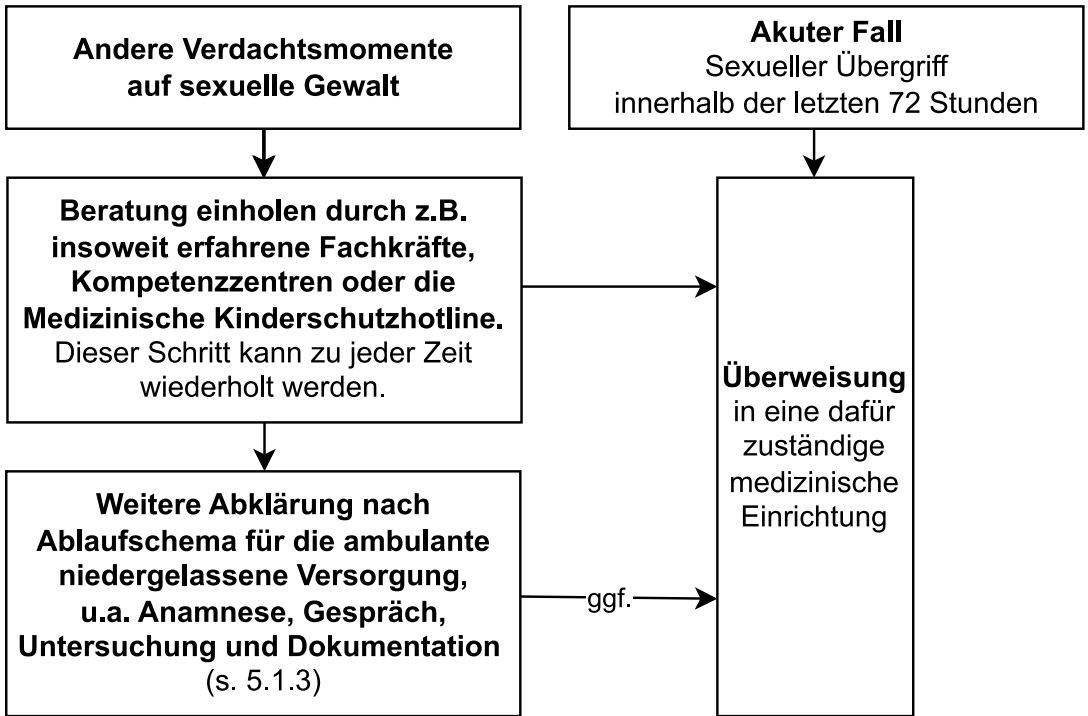 Andere Verdachtsmomente
auf sexuelle Gewalt
Akuter Fall
Sexueller Übergriff
innerhalb der letzten 72 Stunden
Beratung einholen durch z.B.
insoweit erfahrene Fachkräfte,
Kompetenzzentren oder die
Medizinische Kinderschutzhotline.
Dieser Schritt kann zu jeder Zeit
wiederholt werden.
Überweisung
in eine dafür
zuständige
medizinische
Einrichtung
Weitere Abklärung nach
Ablaufschema für die ambulante
niedergelassene Versorgung,
u.a. Anamnese, Gespräch,
Untersuchung und Dokumentation
(s. 5.1.3)
ggf.